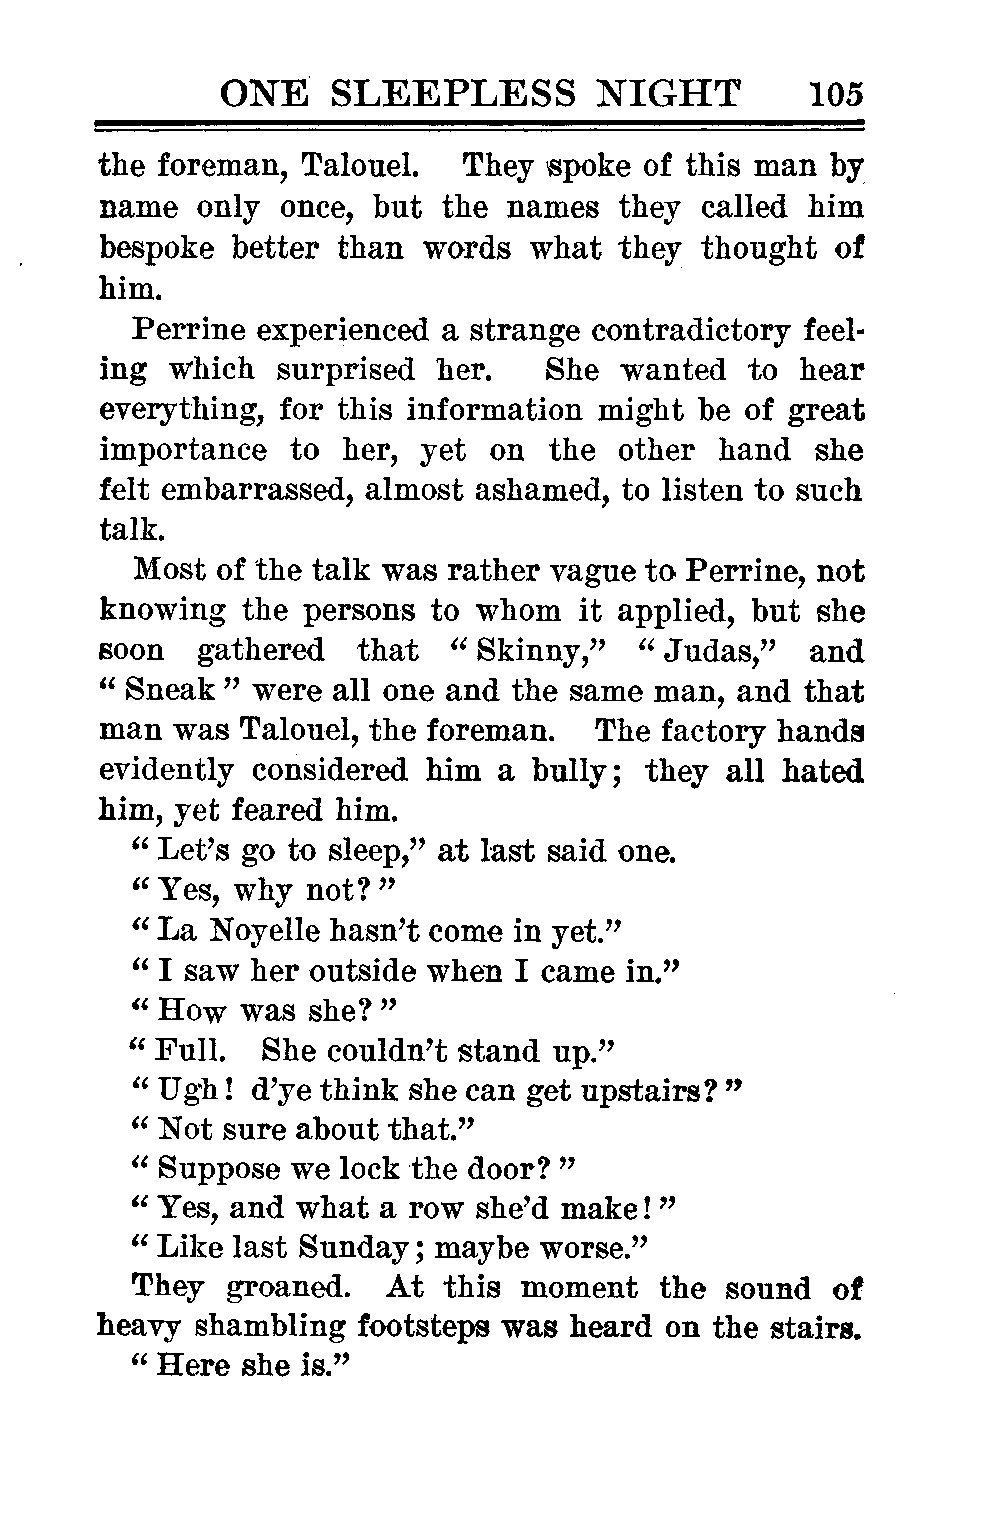 ONE SLEEPLESS NIGHT 105
the foreman, Talouel. They spoke of this man by
name only once, but the names they called him
bespoke better than words what they thought of
him.
Perrine experienced a strange contradictory feel-
ing which surprised her. She wanted to hear
everything, for this information might be of great
importance to her, yet on the other hand she
felt embarrassed, almost ashamed, to listen to such
talk.
Most of the talk was rather vague to Perrine, not
knowing the persons to whom it applied, but she
soon gathered that “ Skinny,” “ Judas,” and
“ Sneak ” were all one and the same man, and that
man was Talouel, the foreman. The factory hands
evidently considered him a bully; they all hated
him, yet feared him.
“ Let’s go to sleep,” at last said one.
“ Yes, why not? ”
“ La Noyelle hasn’t come in yet.”
“ I saw her outside when I came in.”
“ How was she? ”
“ Full. She couldn’t stand up.”
“ Ugh! d’ye think she can get upstairs? ”
“ Not sure about that.”
“ Suppose we lock the door? ”
“ Yes, and what a row she’d make! ”
“ Like last Sunday; maybe worse.”
They groaned. At this moment the sound of
heavy shambling footsteps was heard on the stairs.
“ Here she is.”